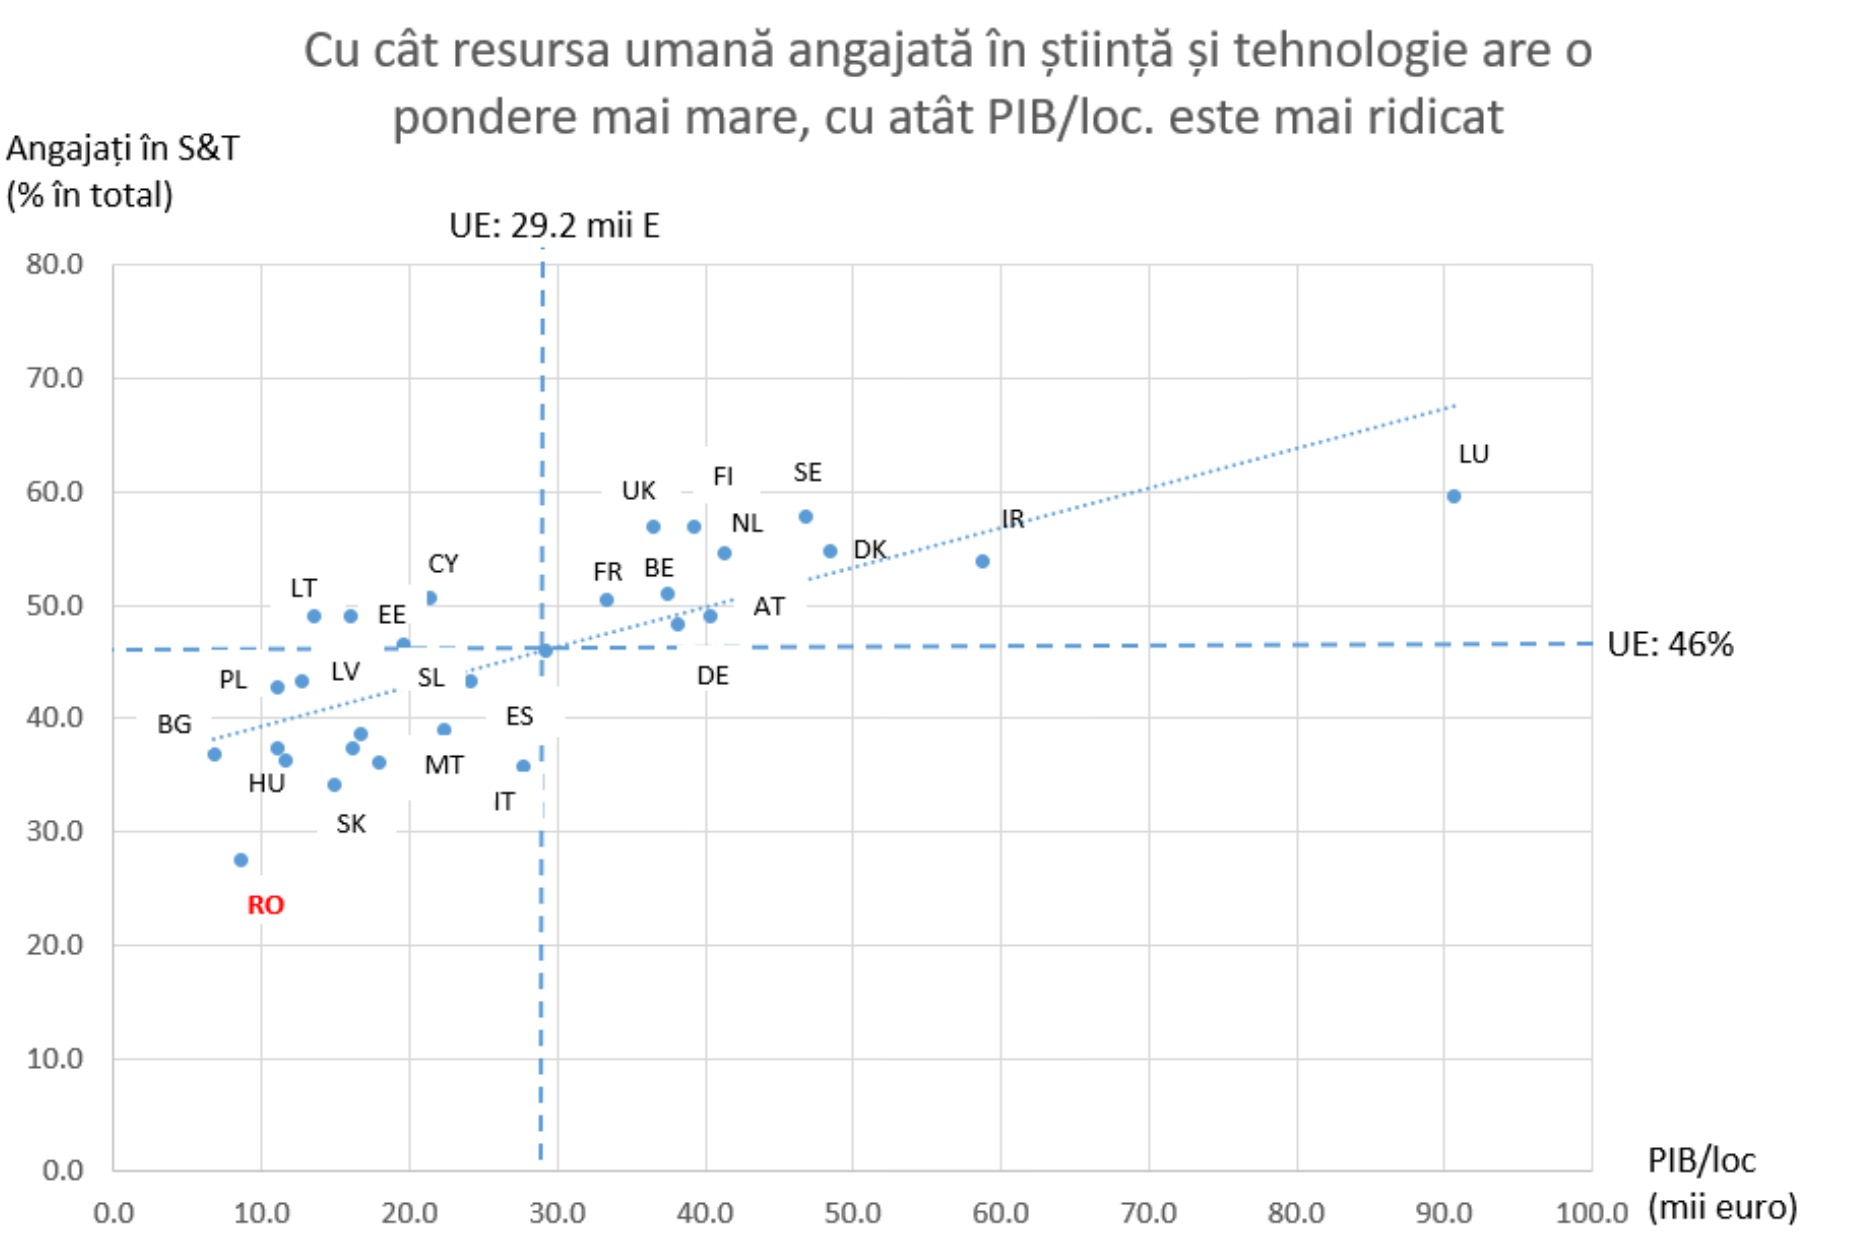 Cu cât resursa umană angajată în știință și tehnologie are o
pondere mai mare, cu atât PIB/loc. este mai ridicat
Angajați în S&T
(% în total)
UE: 29.2 mii E
80.0
70.0
60.0
50.0
40.0
30.0
20.0
10.0
0.0
LU
SE
FI
UK
NL
IR
DK
CY
FR
BE
LT
EE
AT
UE: 46%
PL
LV
SL
DE
BG
ES
HU
MT
IT
SK
RO
0.0
10.0
20.0
30.0
40.0
50.0
60.0
70.0
80.0
90.0
100.0
PIB/loc
(mii euro)